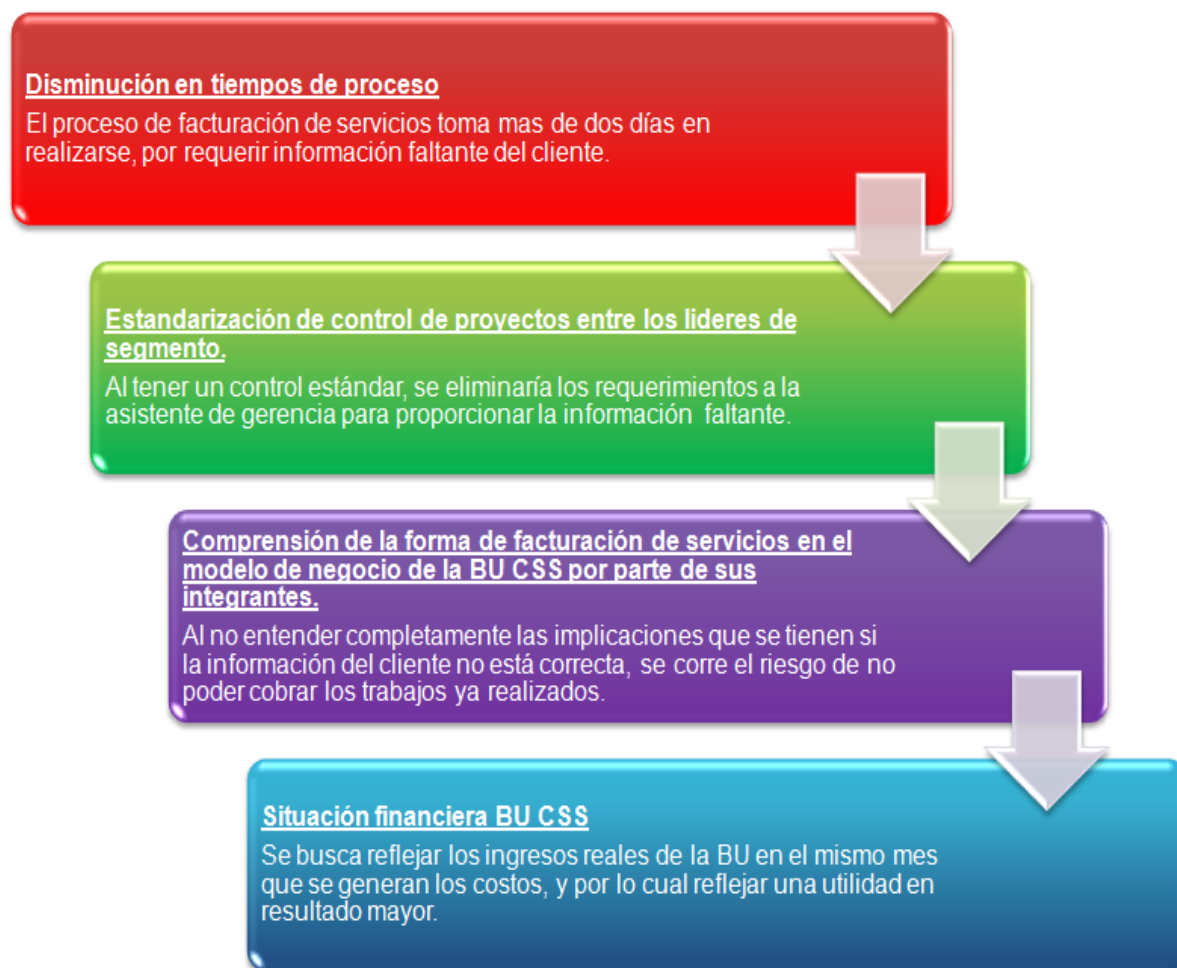 Disminución en tiempos de proceso
El proceso de facturación de servicios toma mas de dos días en
realizarse, por requerir información faltante del cliente.
Estandarización de control de proyectos entre los lideres de
segmento.
Al tener un control estándar, se eliminaría los requerimientos a la
asistente de gerencia para proporcionar la información faltante.
Comprensión de la forma de facturación de servicios en el
modelo de negocio de la BU CSS por parte de sus
integrantes.
Al no entender completamente las implicaciones que se tienen si
la información del cliente no está correcta, se corre el riesgo de no
poder cobrar los trabajos ya realizados.
Situación financiera BU CSS
Se busca reflejar los ingresos reales de la BU en el mismo mes
que se generan los costos, y por lo cual reflejar una utilidad en
resultado mayor.